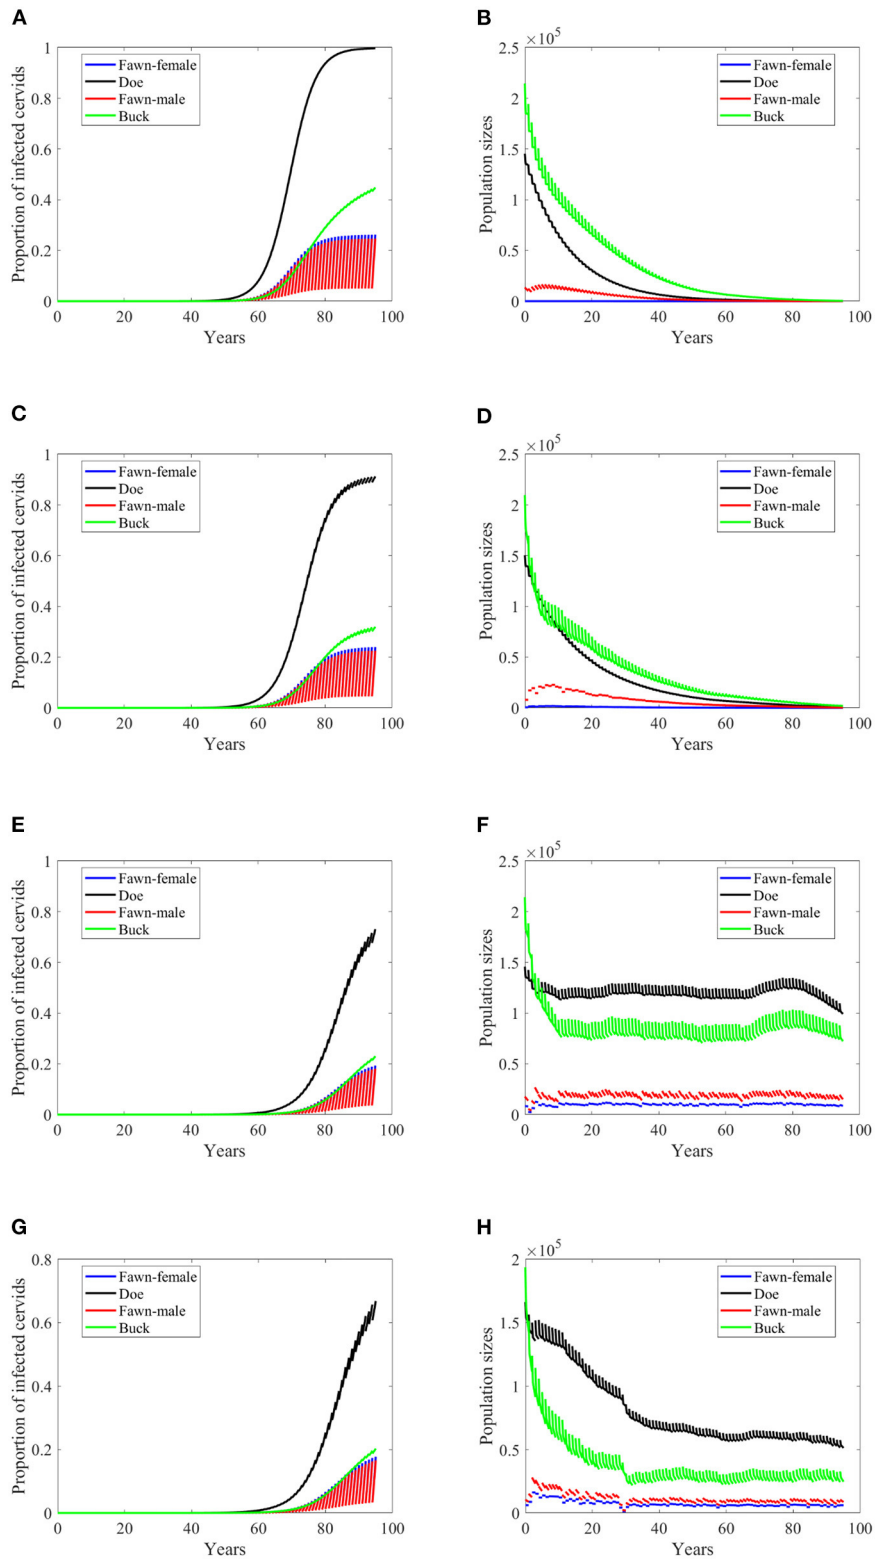 A
Proportion of infected cervids
1
0.8
0.6
0.4
0.2
0
Fawn-female
Doe
Fawn-male
Buck
0 20 40 60 80 100
Years
B
×10⁵
Population sizes
2.5
2
1.5
1
0.5
0
Fawn-female
Doe
Fawn-male
Buck
0 20 40 60 80 100
Years
C
Proportion of infected cervids
1
0.8
0.6
0.4
0.2
0
Fawn-female
Doe
Fawn-male
Buck
0 20 40 60 80 100
Years
D
×10⁵
Population sizes
2.5
2
1.5
1
0.5
0
Fawn-female
Doe
Fawn-male
Buck
0 20 40 60 80 100
Years
E
Proportion of infected cervids
1
0.8
0.6
0.4
0.2
0
Fawn-female
Doe
Fawn-male
Buck
0 20 40 60 80 100
Years
F
×10⁵
Population sizes
2.5
2
1.5
1
0.5
0
Fawn-female
Doe
Fawn-male
Buck
0 20 40 60 80 100
Years
G
Proportion of infected cervids
0.8
0.6
0.4
0.2
0
Fawn-female
Doe
Fawn-male
Buck
0 20 40 60 80 100
Years
H
×10⁵
Population sizes
2
1.5
1
0.5
0
Fawn-female
Doe
Fawn-male
Buck
0 20 40 60 80 100
Years